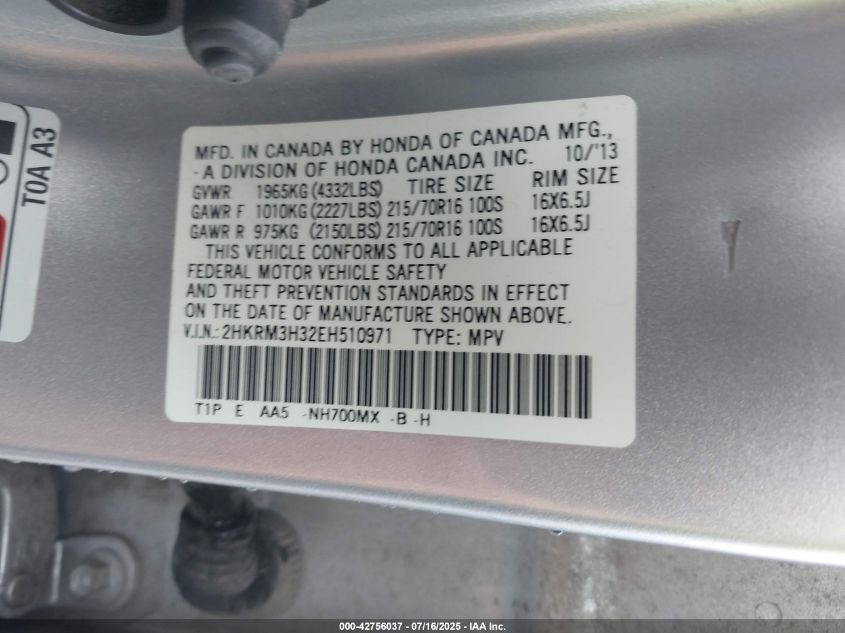 T0A A3
MFD. IN CANADA BY HONDA OF CANADA MFG.,
-A DIVISION OF HONDA CANADA INC. 10/'13
GVWR 1965KG(4332LBS) TIRE SIZE RIM SIZE
GAWR F 1010KG(2227LBS) 215/70R16 100S 16X6.5J
GAWR R 975KG (2150LBS) 215/70R16 100S 16X6.5J
THIS VEHICLE CONFORMS TO ALL APPLICABLE
FEDERAL MOTOR VEHICLE SAFETY
AND THEFT PREVENTION STANDARDS IN EFFECT
ON THE DATE OF MANUFACTURE SHOWN ABOVE.
V.I.N.:2HKRM3H32EH510971 TYPE: MPV
T1P E AA5 -NH700MX -B -H
000-42756037 - 07/16/2025 - IAA Inc.